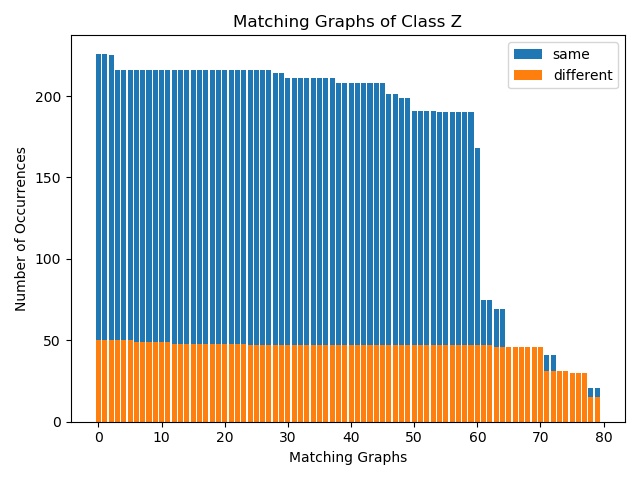 Matching Graphs of Class Z
same
different
Number of Occurrences
200
150
100
50
0
0 10 20 30 40 50 60 70 80
Matching Graphs